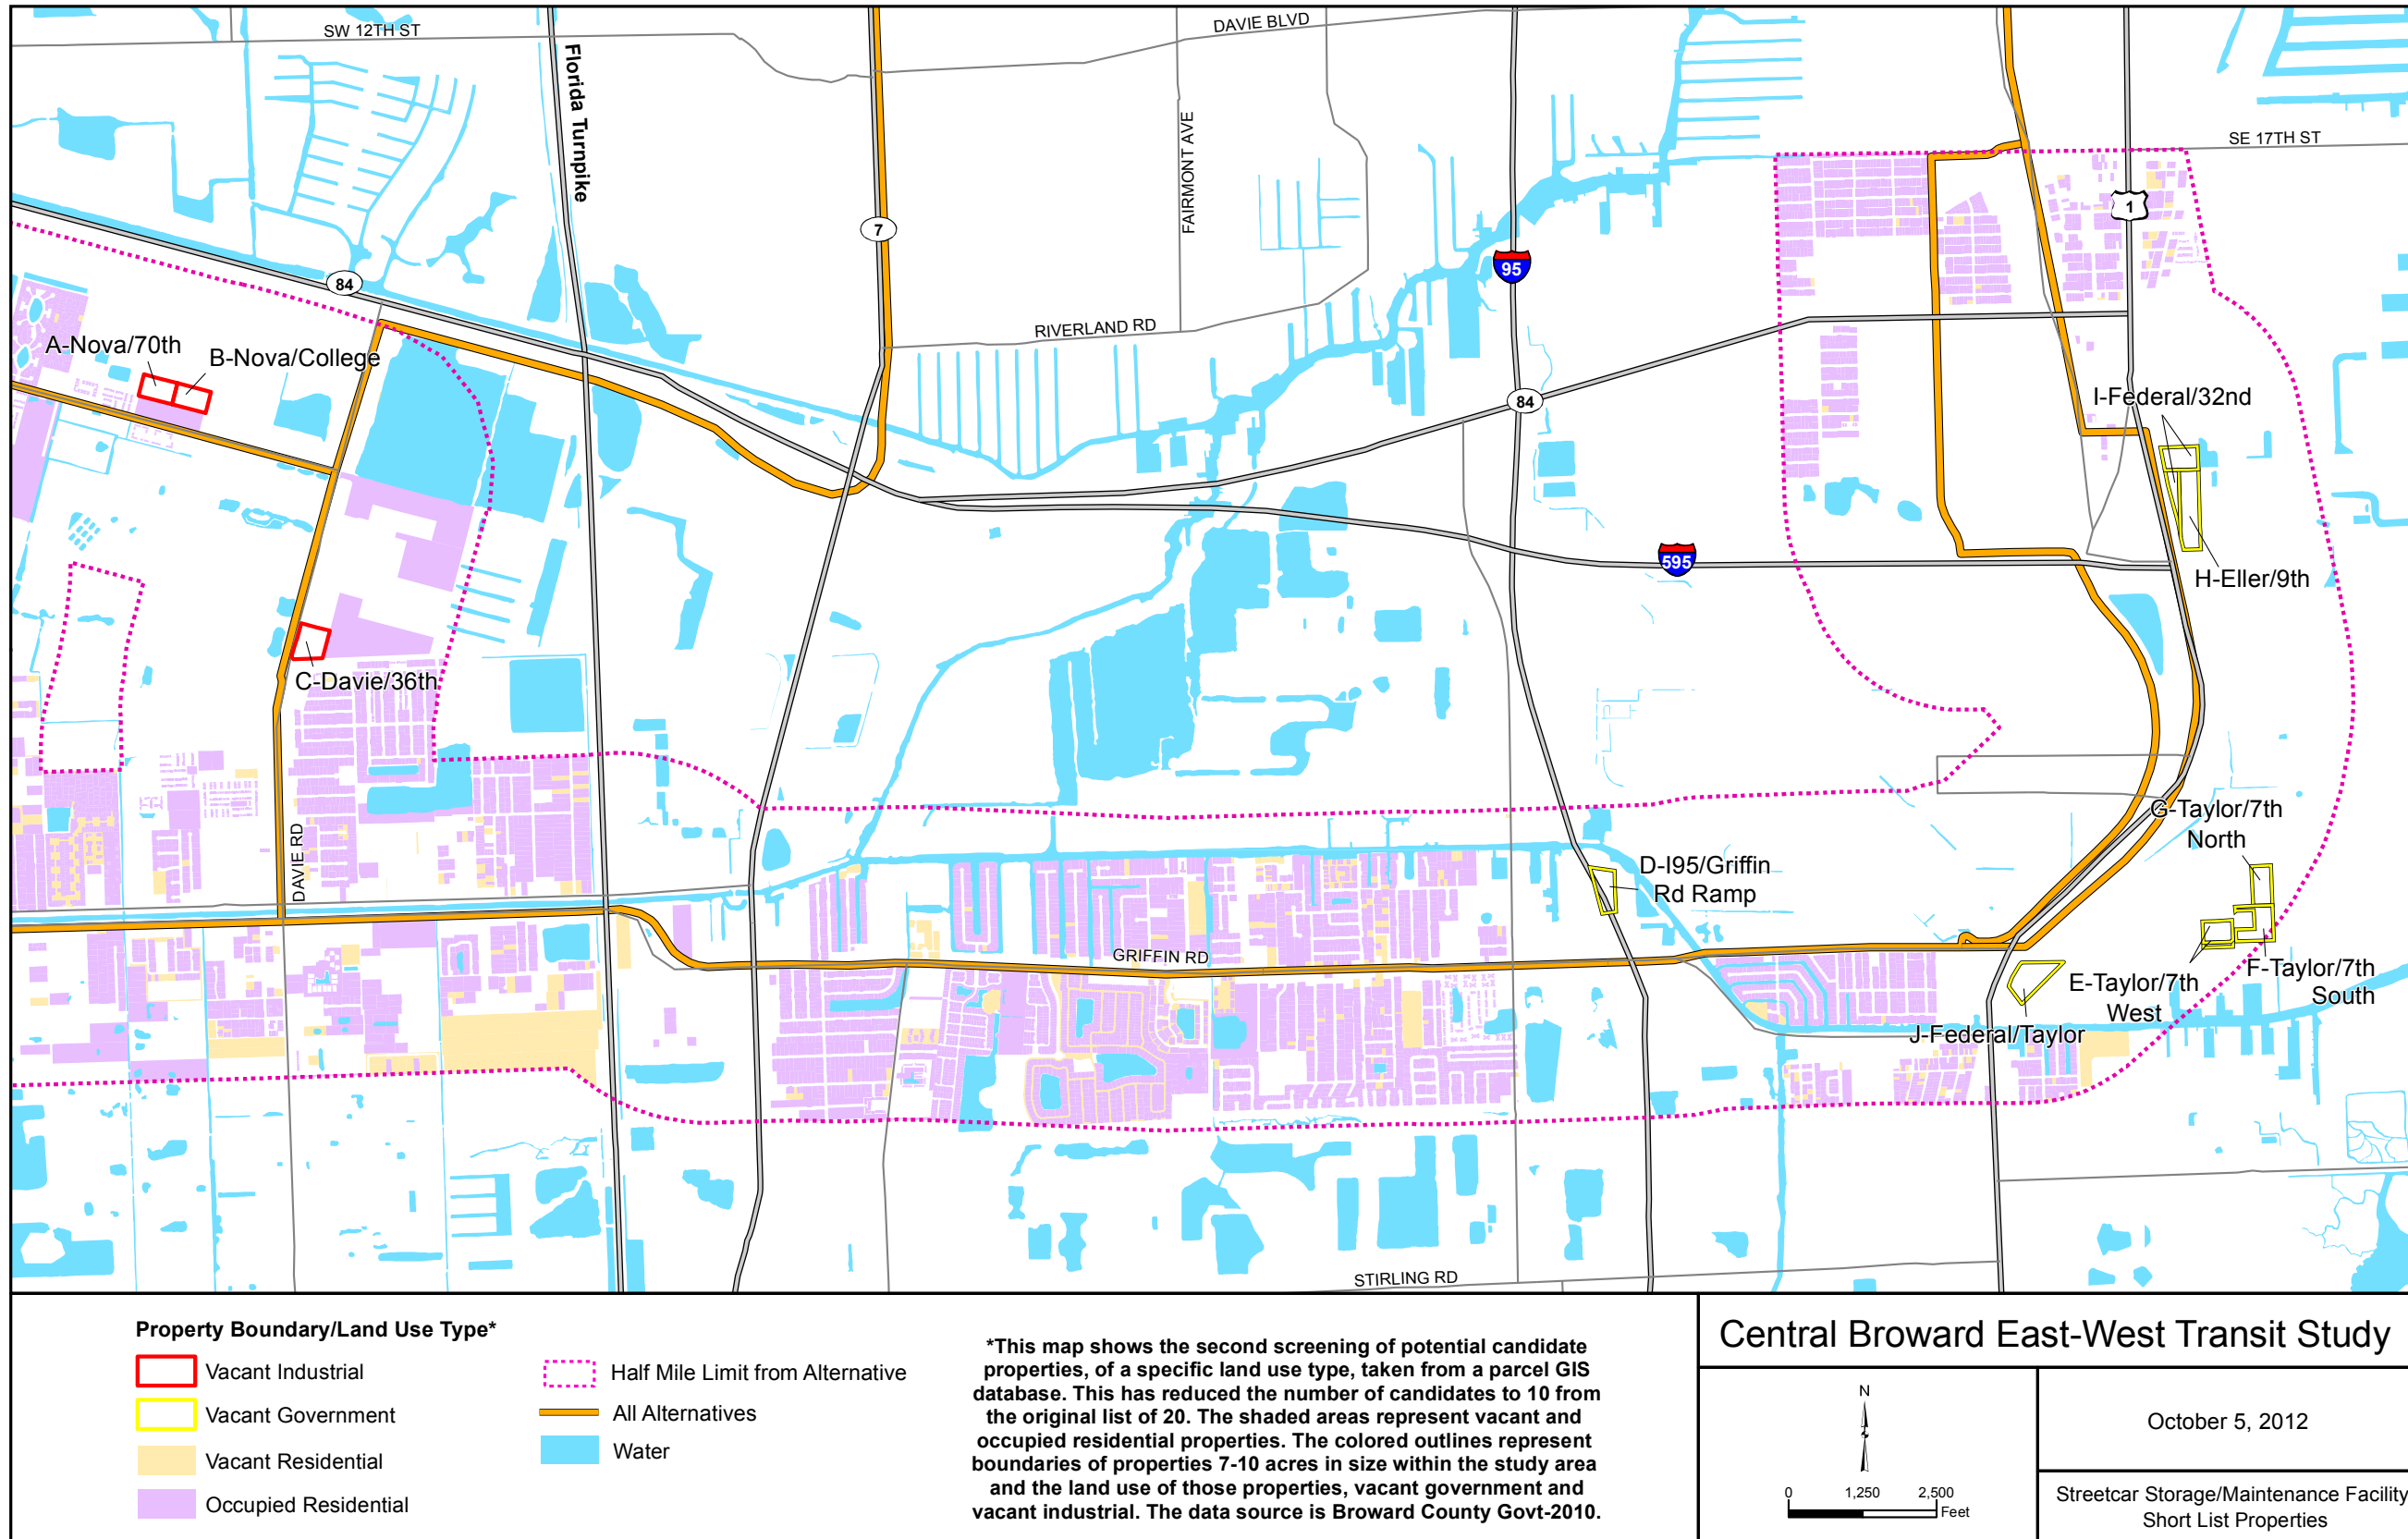 SW 12TH ST
DAVIE BLVD
Florida Turnpike
FAIRMONT AVE
SE 17TH ST
1
7
95
84
RIVERLAND RD
A-Nova/70th
B-Nova/College
84
I-Federal/32nd
595
H-Eller/9th
C-Davie/36th
DAVIE RD
G-Taylor/7th
North
D-I95/Griffin
Rd Ramp
GRIFFIN RD
E-Taylor/7th
West
F-Taylor/7th
South
J-Federal/Taylor
STIRLING RD
Property Boundary/Land Use Type*
Vacant Industrial
Vacant Government
Vacant Residential
Occupied Residential
Half Mile Limit from Alternative
All Alternatives
Water
*This map shows the second screening of potential candidate
properties, of a specific land use type, taken from a parcel GIS
database. This has reduced the number of candidates to 10 from
the original list of 20. The shaded areas represent vacant and
occupied residential properties. The colored outlines represent
boundaries of properties 7-10 acres in size within the study area
and the land use of those properties, vacant government and
vacant industrial. The data source is Broward County Govt-2010.
Central Broward East-West Transit Study
N
0 1,250 2,500
Feet
October 5, 2012
Streetcar Storage/Maintenance Facility
Short List Properties